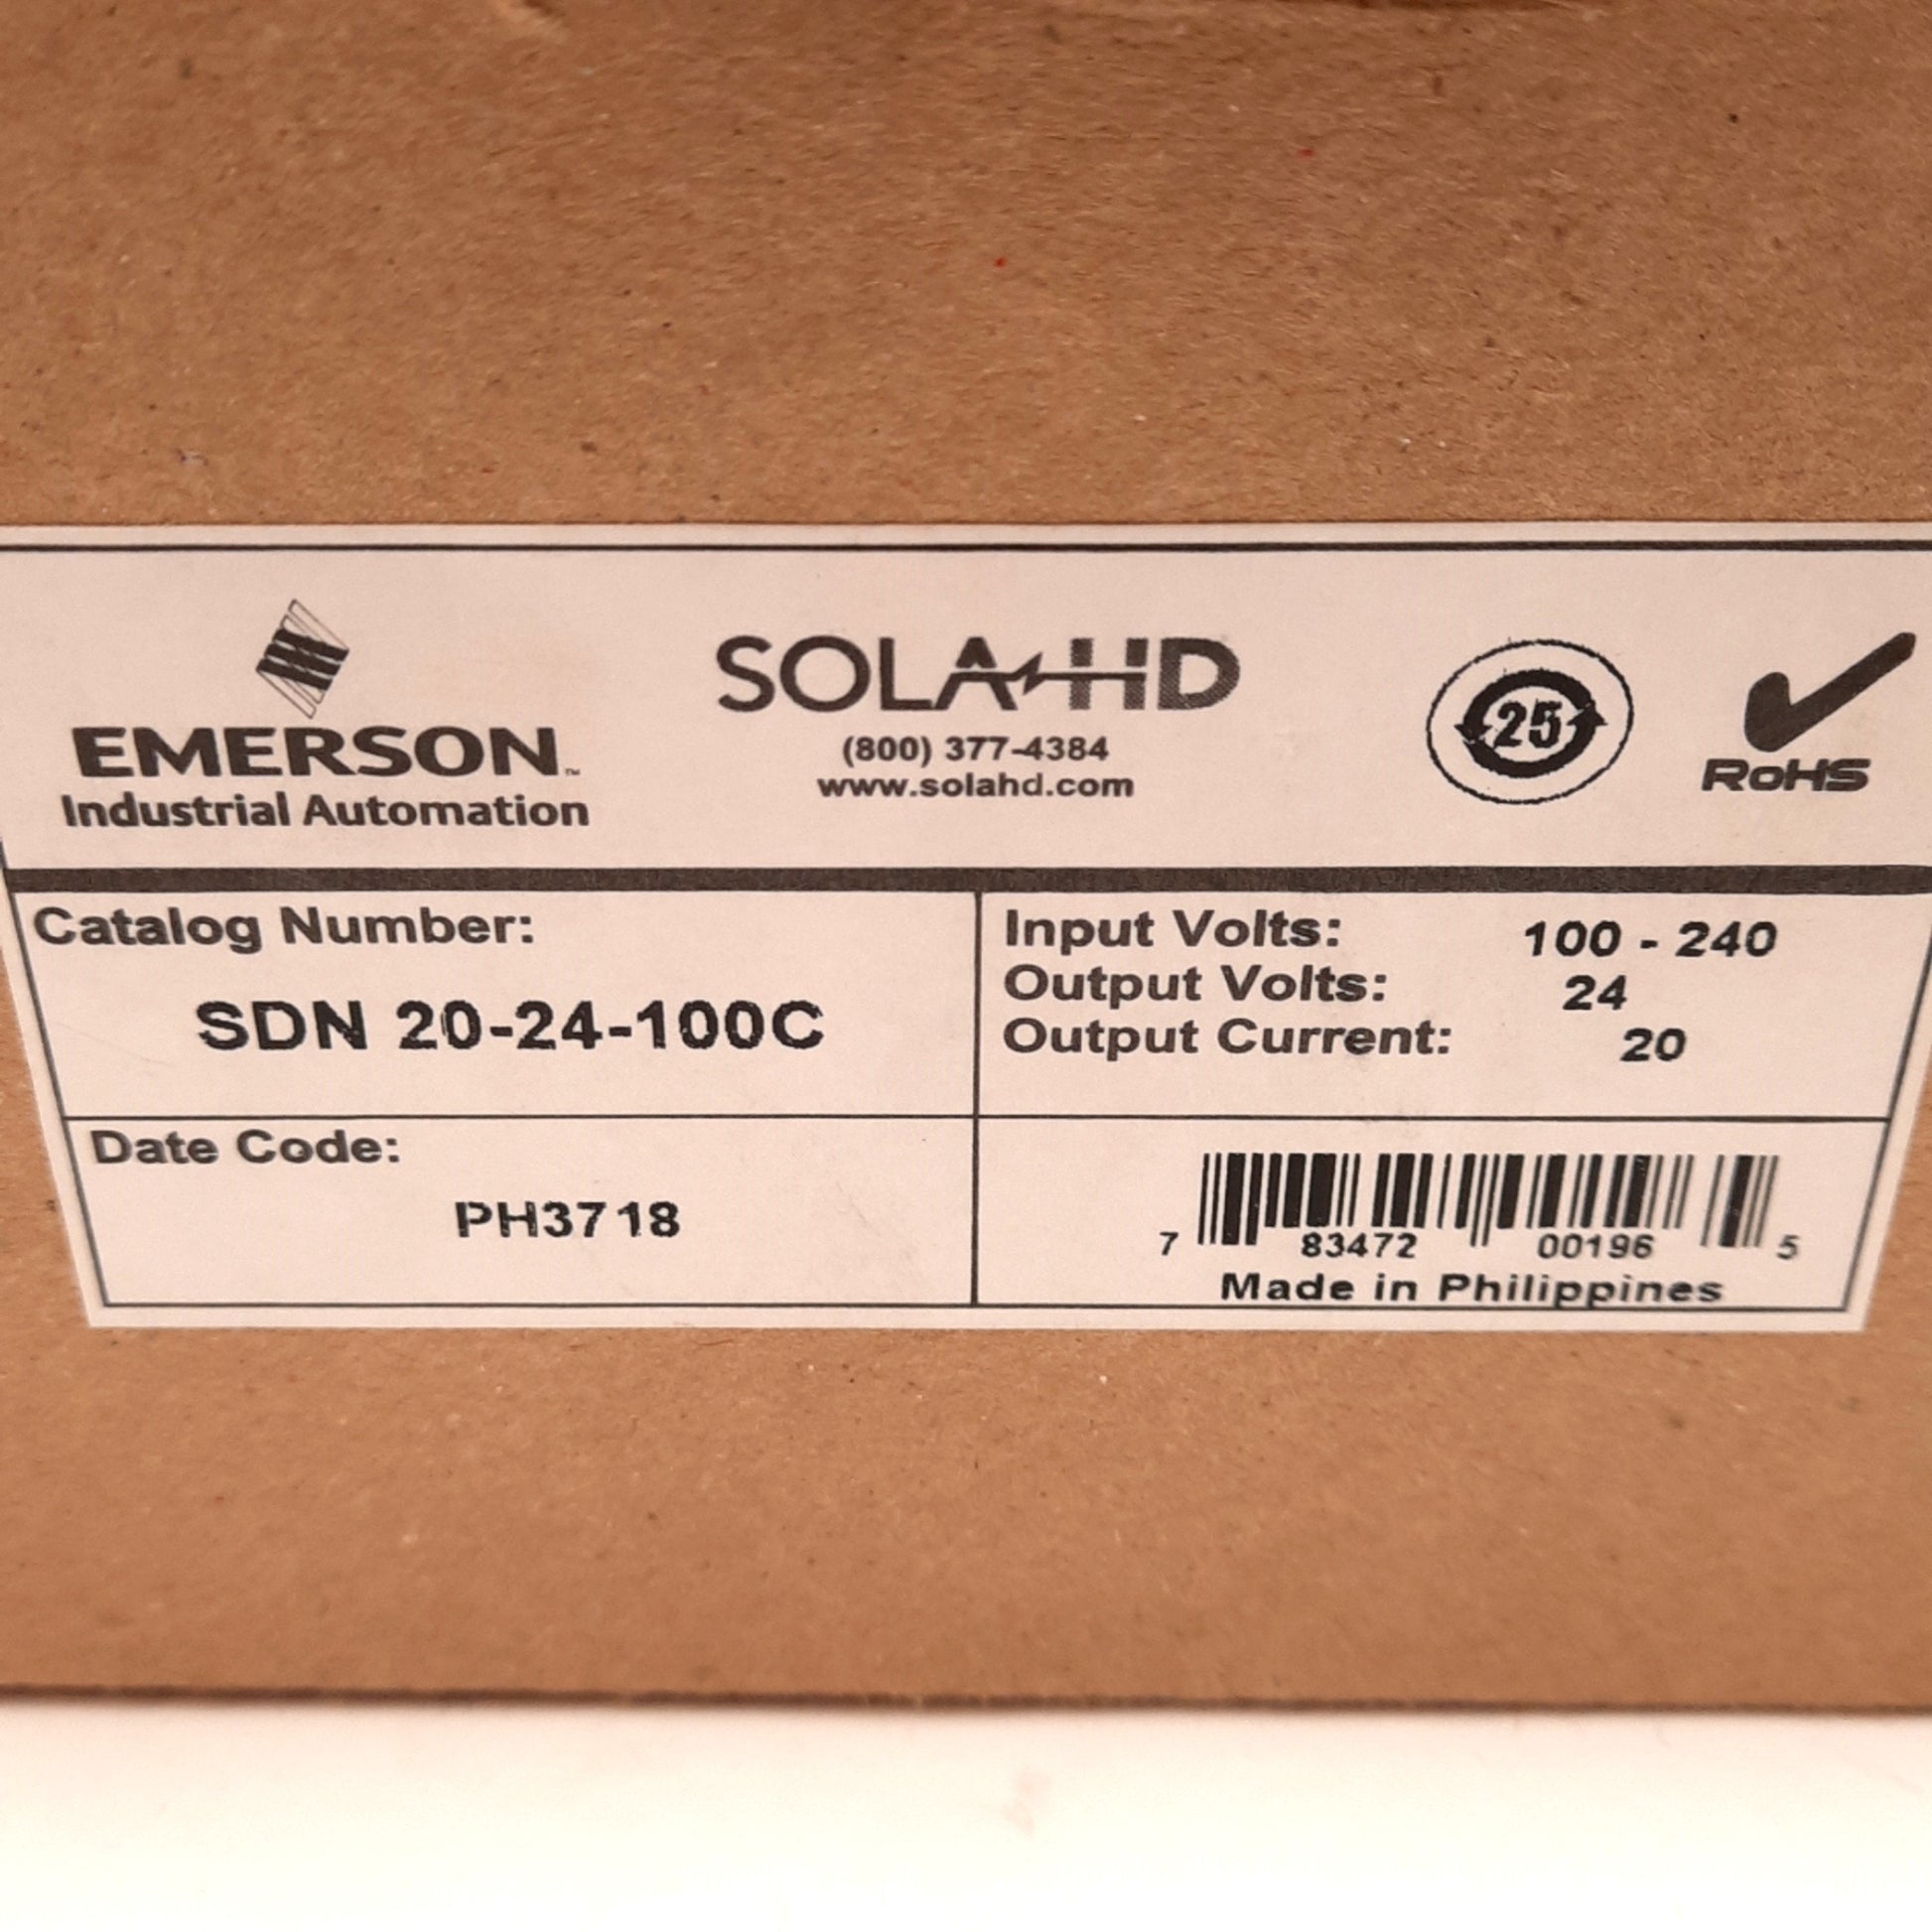 EMERSON™
Industrial Automation
SOLA HD
(800) 377-4384
www.solahd.com
25
RoHS
Catalog Number:
SDN 20-24-100C
Input Volts: 100 - 240
Output Volts: 24
Output Current: 20
Date Code:
PH3718
7 83472 00196 5
Made in Philippines